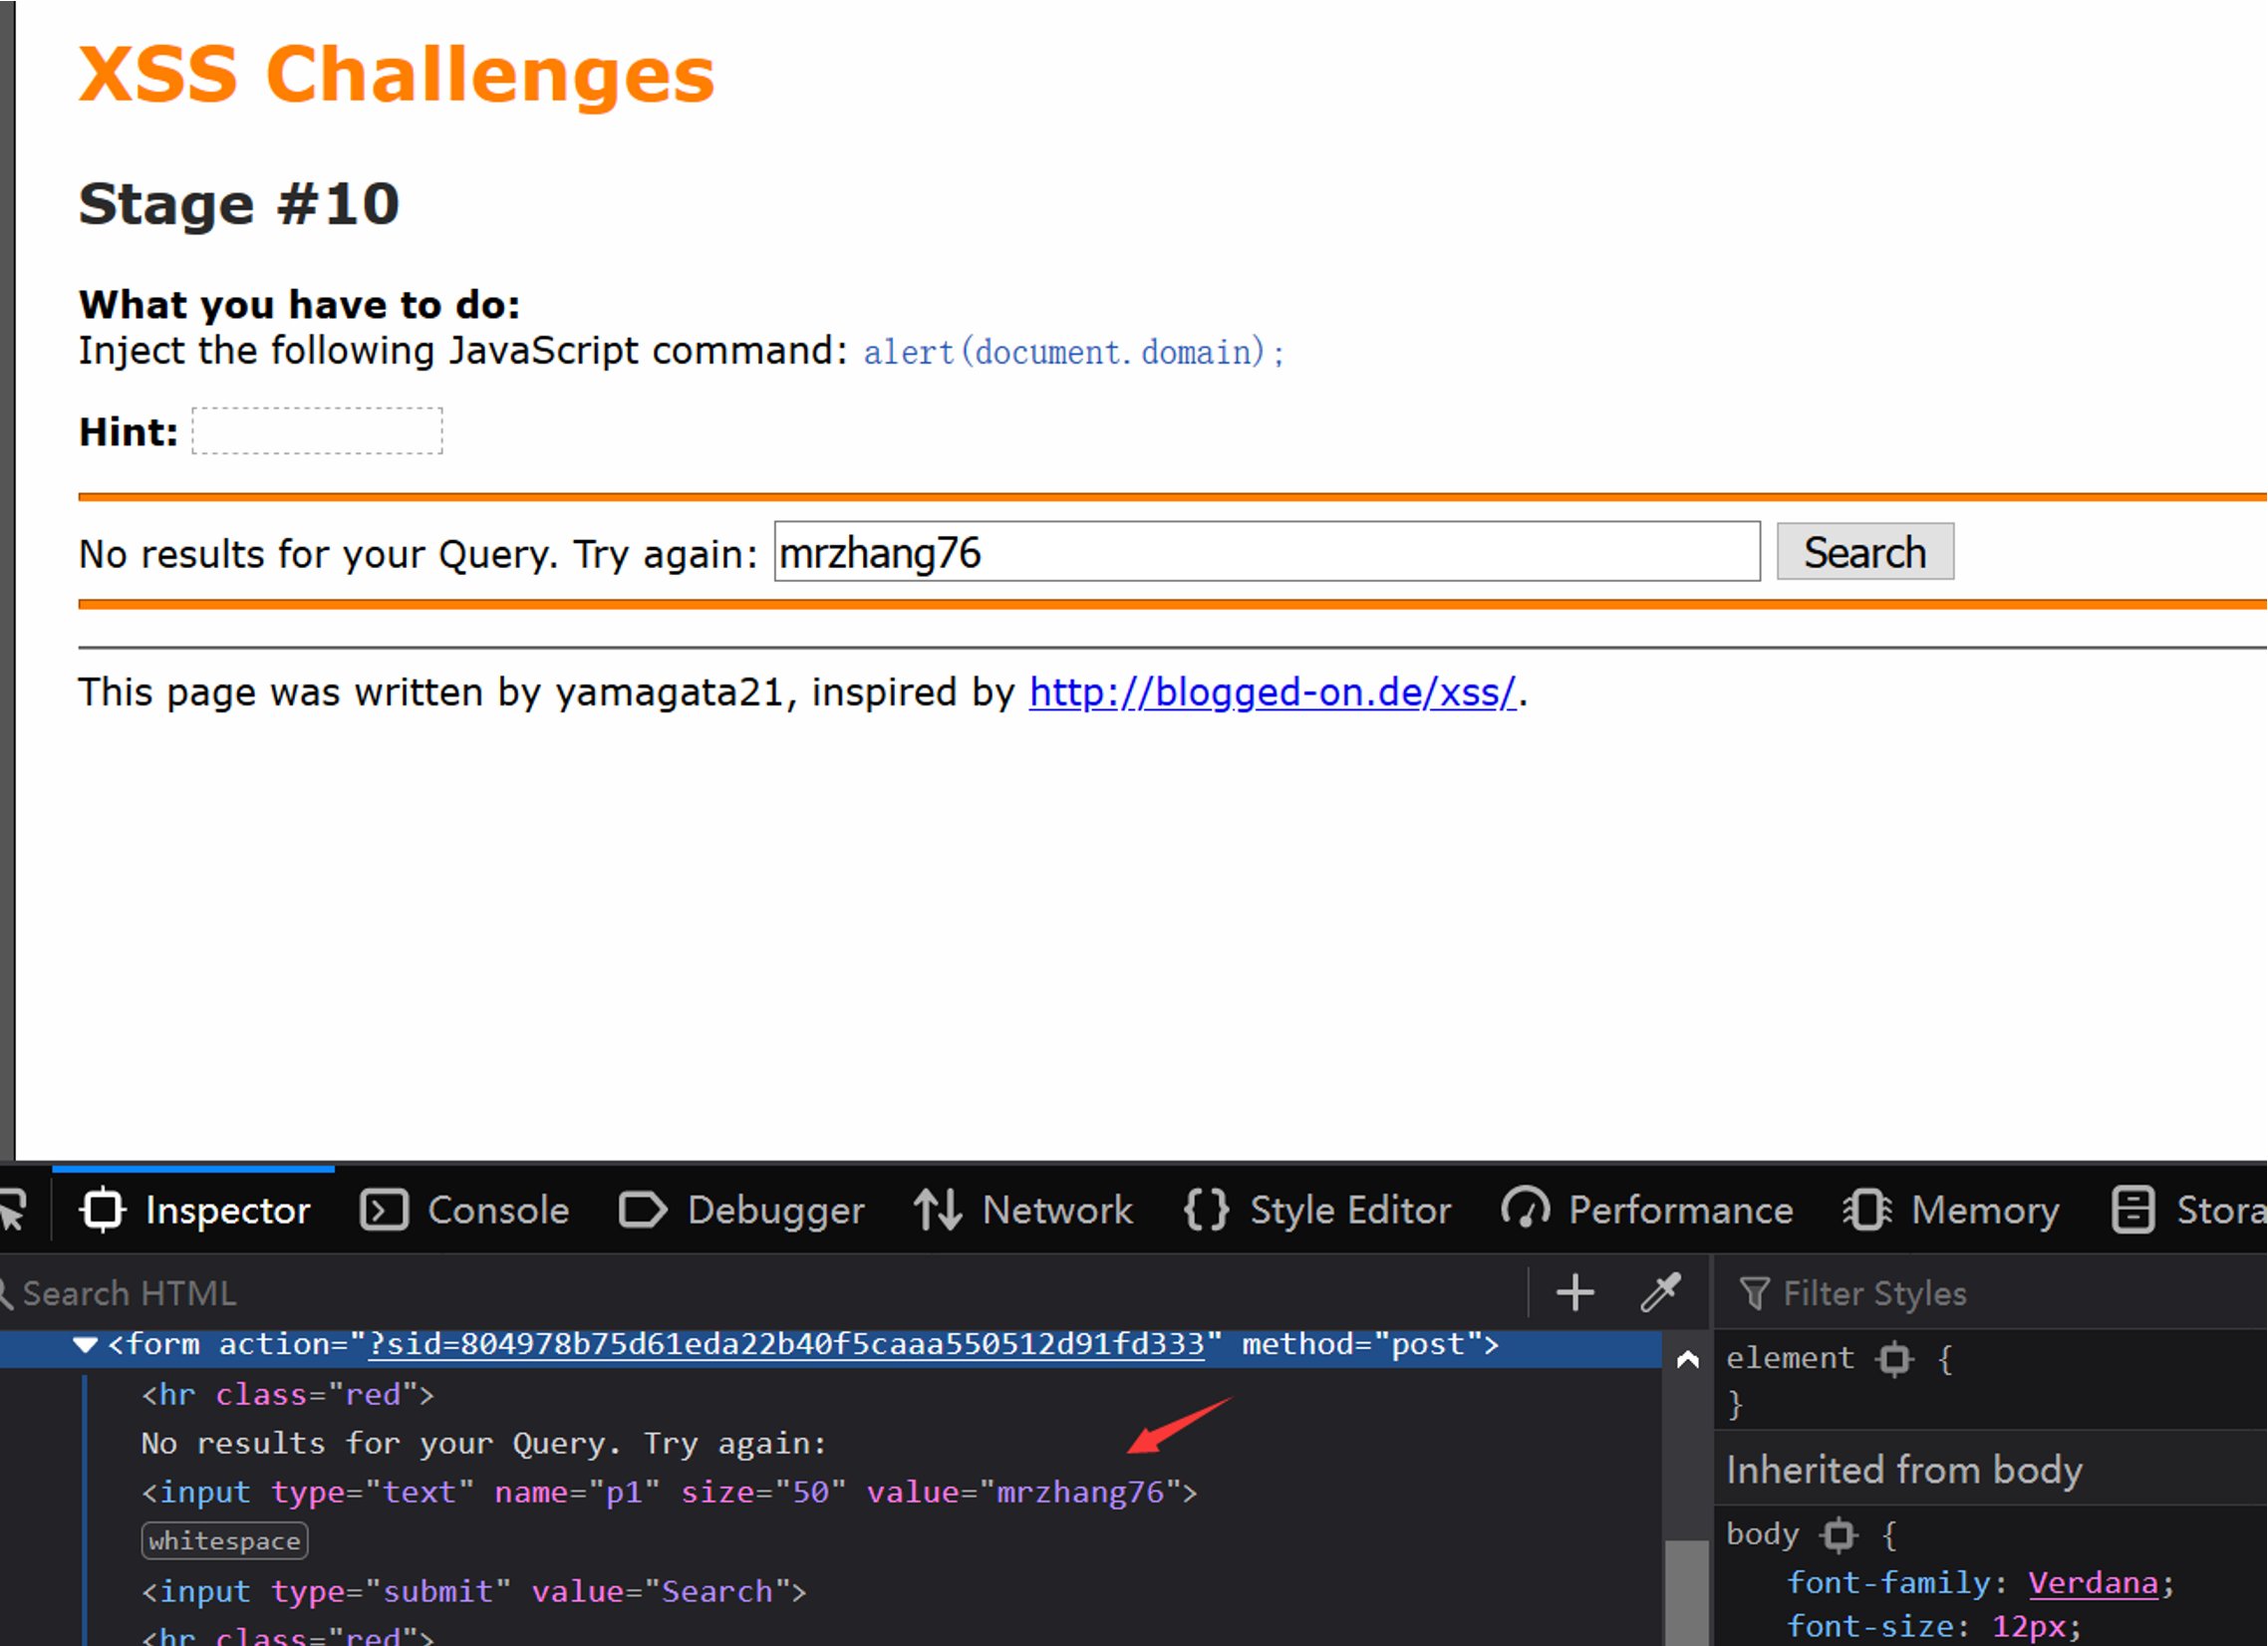 XSS Challenges
Stage #10
What you have to do:
Inject the following JavaScript command: alert(document.domain);
Hint:
No results for your Query. Try again: mrzhang76 Search
This page was written by yamagata21, inspired by http://blogged-on.de/xss/.
Inspector Console Debugger Network Style Editor Performance Memory Stora
Search HTML
Filter Styles
<form action="?sid=804978b75d61eda22b40f5caaa550512d91fd333" method="post">
<hr class="red">
No results for your Query. Try again:
<input type="text" name="p1" size="50" value="mrzhang76">
whitespace
<input type="submit" value="Search">
<hr class="red">
element {
}
Inherited from body
body {
font-family: Verdana;
font-size: 12px;